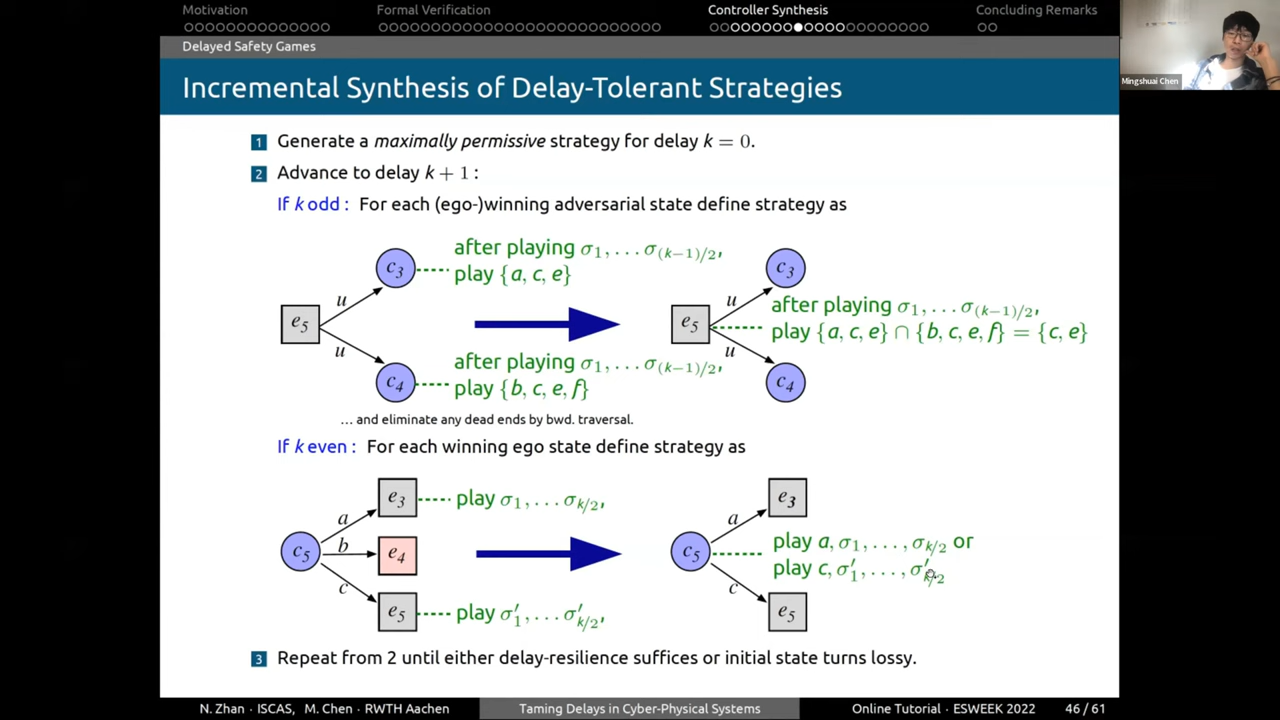 Motivation Formal Verification Controller Synthesis Concluding Remarks
Delayed Safety Games
Incremental Synthesis of Delay-Tolerant Strategies
Mingshuai Chen
1 Generate a maximally permissive strategy for delay k = 0.
2 Advance to delay k + 1 :
If k odd : For each (ego-)winning adversarial state define strategy as
c₃ after playing σ₁, . . . σ₍ₖ₋₁₎/₂,
play {a, c, e}
u
e₅
u
c₄ after playing σ₁, . . . σ₍ₖ₋₁₎/₂,
play {b, c, e, f}
c₃
u
e₅ after playing σ₁, . . . σ₍ₖ₋₁₎/₂,
play {a, c, e} ∩ {b, c, e, f} = {c, e}
u
c₄
... and eliminate any dead ends by bwd. traversal.
If k even : For each winning ego state define strategy as
e₃ play σ₁, . . . σₖ/₂,
a
c₅ b e₄
c
e₅ play σ′₁, . . . σ′ₖ/₂,
e₃
a
c₅ play a, σ₁, . . . , σₖ/₂ or
play c, σ′₁, . . . , σ′ₖ/₂
c
e₅
3 Repeat from 2 until either delay-resilience suffices or initial state turns lossy.
N. Zhan · ISCAS, M. Chen · RWTH Aachen Taming Delays in Cyber-Physical Systems Online Tutorial · ESWEEK 2022 46 / 61